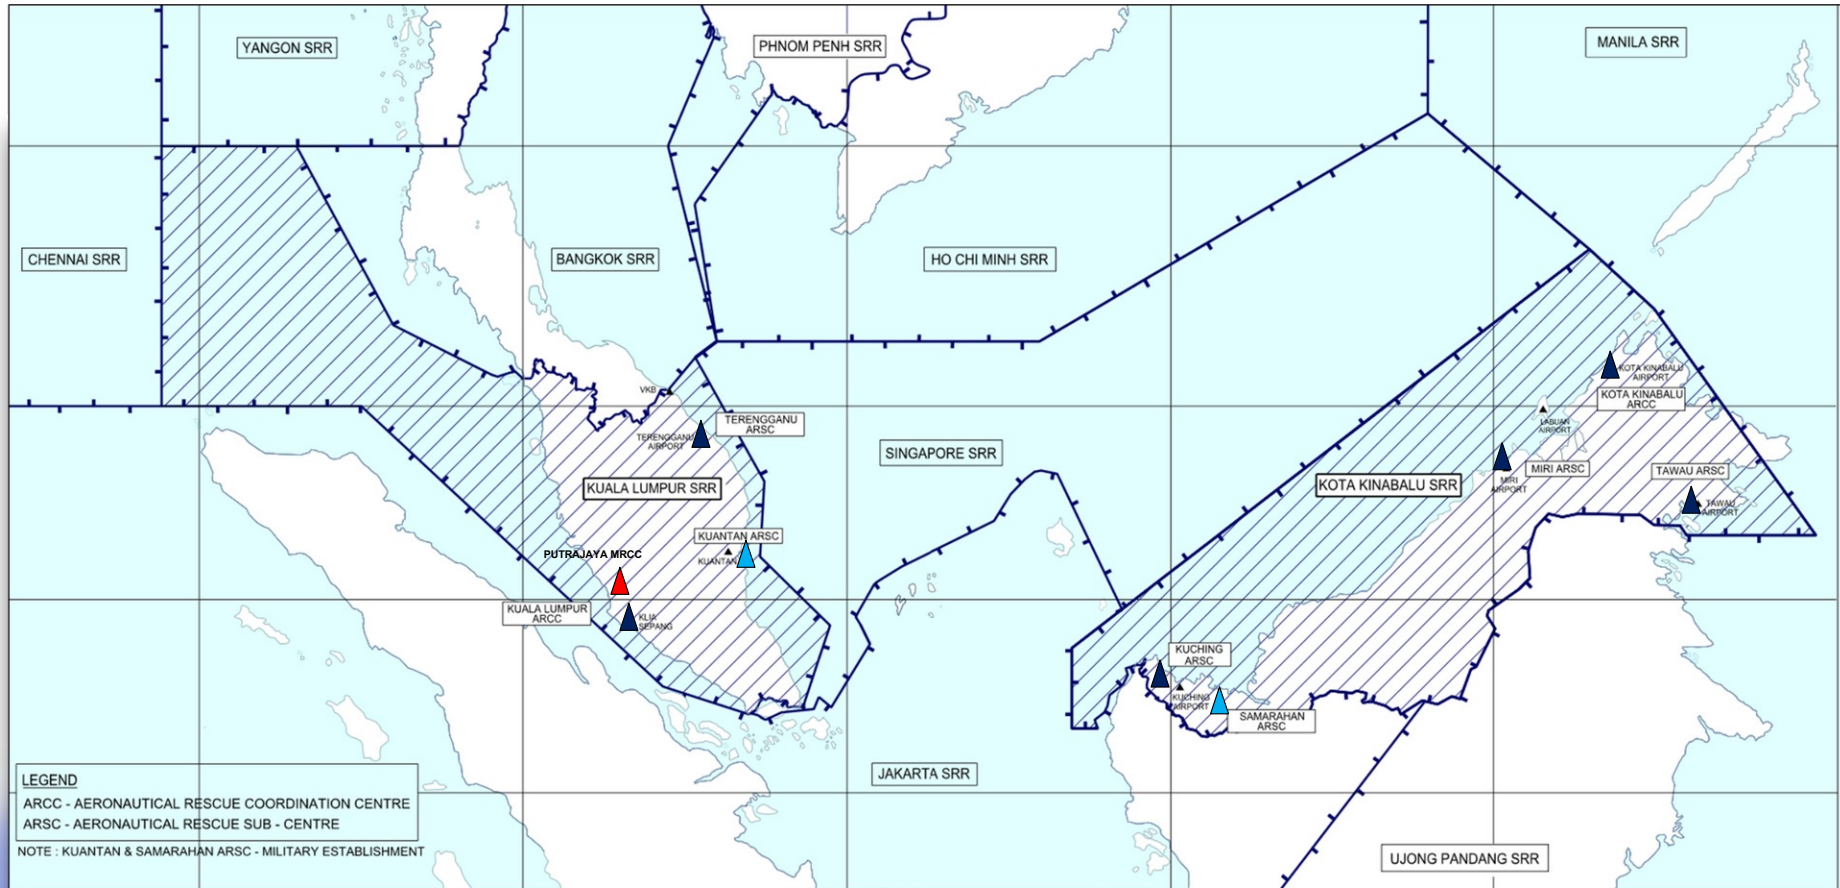 YANGON SRR
PHNOM PENH SRR
MANILA SRR
CHENNAI SRR
BANGKOK SRR
HO CHI MINH SRR
VKB
KOTA KINABALU
AIRPORT
KOTA KINABALU
ARCC
TERENGGANU
ARSC
TERENGGANU
AIRPORT
LABUAN
AIRPORT
SINGAPORE SRR
KUALA LUMPUR SRR
KOTA KINABALU SRR
MIRI ARSC
MIRI
AIRPORT
TAWAU ARSC
TAWAU
AIRPORT
KUANTAN ARSC
KUANTAN
PUTRAJAYA MRCC
KUALA LUMPUR
ARCC
KLIA
SEPANG
KUCHING
ARSC
KUCHING
AIRPORT
SAMARAHAN
ARSC
JAKARTA SRR
UJONG PANDANG SRR
LEGEND
ARCC - AERONAUTICAL RESCUE COORDINATION CENTRE
ARSC - AERONAUTICAL RESCUE SUB - CENTRE
NOTE : KUANTAN & SAMARAHAN ARSC - MILITARY ESTABLISHMENT